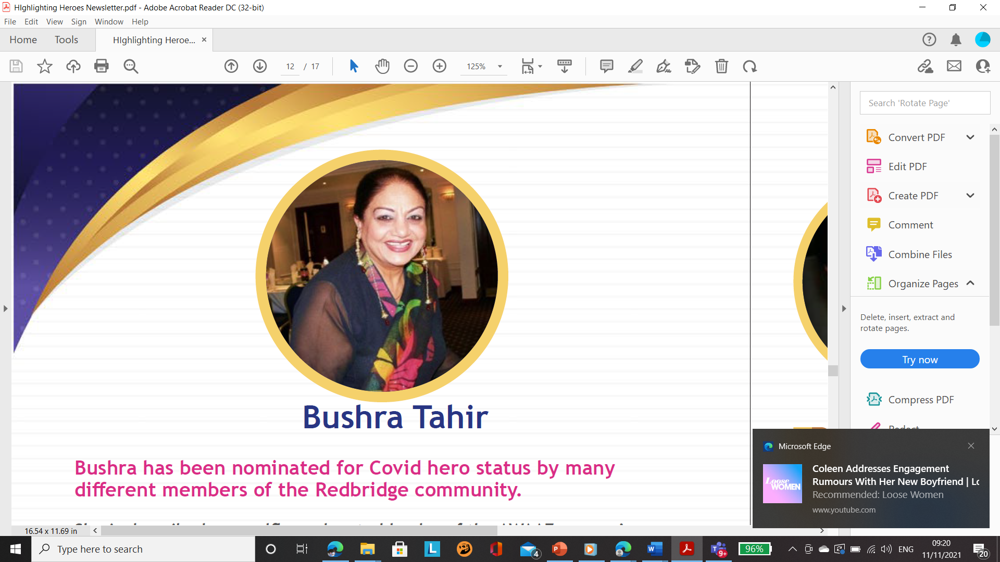 HIghlighting Heroes Newsletter.pdf - Adobe Acrobat Reader DC (32-bit)
File Edit View Sign Window Help
Home Tools HIghlighting Heroe... ×
12 / 17 125%
Search 'Rotate Page'
Convert PDF
Edit PDF
Create PDF
Comment
Combine Files
Organize Pages
Delete, insert, extract and
rotate pages.
Try now
Compress PDF
Redact
Bushra Tahir
Bushra has been nominated for Covid hero status by many
different members of the Redbridge community.
Microsoft Edge
LOOSE
WOMEN
Coleen Addresses Engagement
Rumours With Her New Boyfriend | Lo
Recommended: Loose Women
www.youtube.com
16.54 x 11.69 in
Type here to search
L
4
9+
96%
ENG
09:20
11/11/2021
20